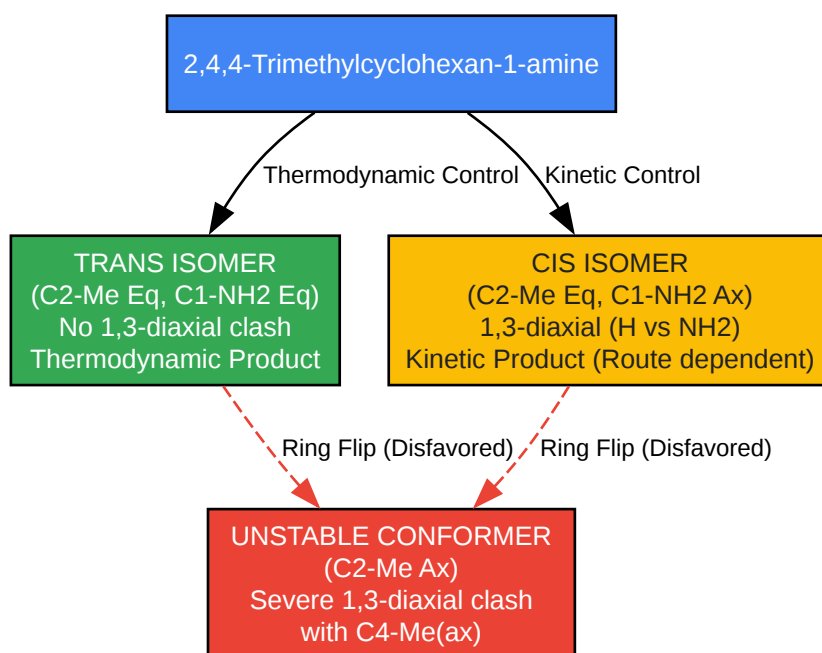 2,4,4-Trimethylcyclohexan-1-amine
Thermodynamic Control
Kinetic Control
TRANS ISOMER
(C2-Me Eq, C1-NH2 Eq)
No 1,3-diaxial clash
Thermodynamic Product
CIS ISOMER
(C2-Me Eq, C1-NH2 Ax)
1,3-diaxial (H vs NH2)
Kinetic Product (Route dependent)
Ring Flip (Disfavored)
Ring Flip (Disfavored)
UNSTABLE CONFORMER
(C2-Me Ax)
Severe 1,3-diaxial clash
with C4-Me(ax)